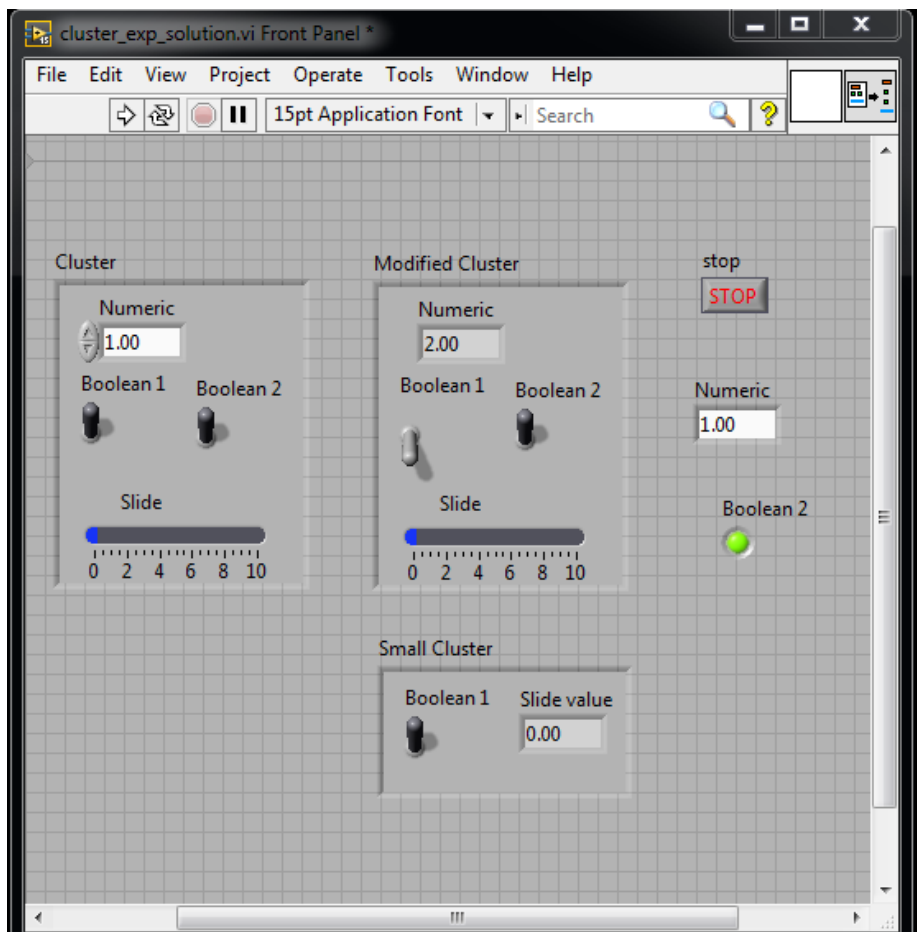 cluster_exp_solution.vi Front Panel *
File Edit View Project Operate Tools Window Help
15pt Application Font Search ?
Cluster
Numeric
1.00
Boolean 1 Boolean 2
Slide
0 2 4 6 8 10
Modified Cluster
Numeric
2.00
Boolean 1 Boolean 2
Slide
0 2 4 6 8 10
stop
STOP
Numeric
1.00
Boolean 2
Small Cluster
Boolean 1 Slide value
0.00